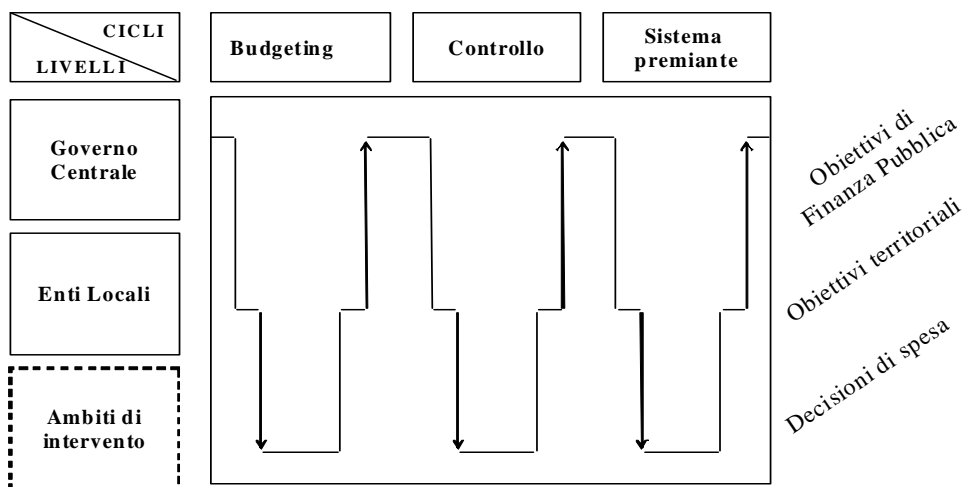 CICLI
LIVELLI
Budgeting
Controllo
Sistema
premiante
Governo
Centrale
Obiettivi di
Finanza Pubblica
Enti Locali
Obiettivi territoriali
Ambiti di
intervento
Decisioni di spesa